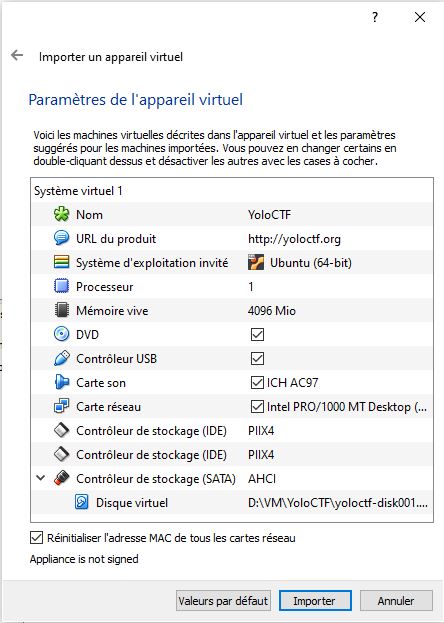 ?
Importer un appareil virtuel
Paramètres de l'appareil virtuel
Voici les machines virtuelles décrites dans l'appareil virtuel et les paramètres
suggérés pour les machines importées. Vous pouvez en changer certains en
double-cliquant dessus et désactiver les autres avec les cases à cocher.
Système virtuel 1
Nom YoloCTF
URL du produit http://yoloctf.org
Système d'exploitation invité Ubuntu (64-bit)
Processeur 1
Mémoire vive 4096 Mio
DVD
Contrôleur USB
Carte son ICH AC97
Carte réseau Intel PRO/1000 MT Desktop (...
Contrôleur de stockage (IDE) PIIX4
Contrôleur de stockage (IDE) PIIX4
Contrôleur de stockage (SATA) AHCI
Disque virtuel D:\VM\YoloCTF\yoloctf-disk001....
Réinitialiser l'adresse MAC de tous les cartes réseau
Appliance is not signed
Valeurs par défaut Importer Annuler